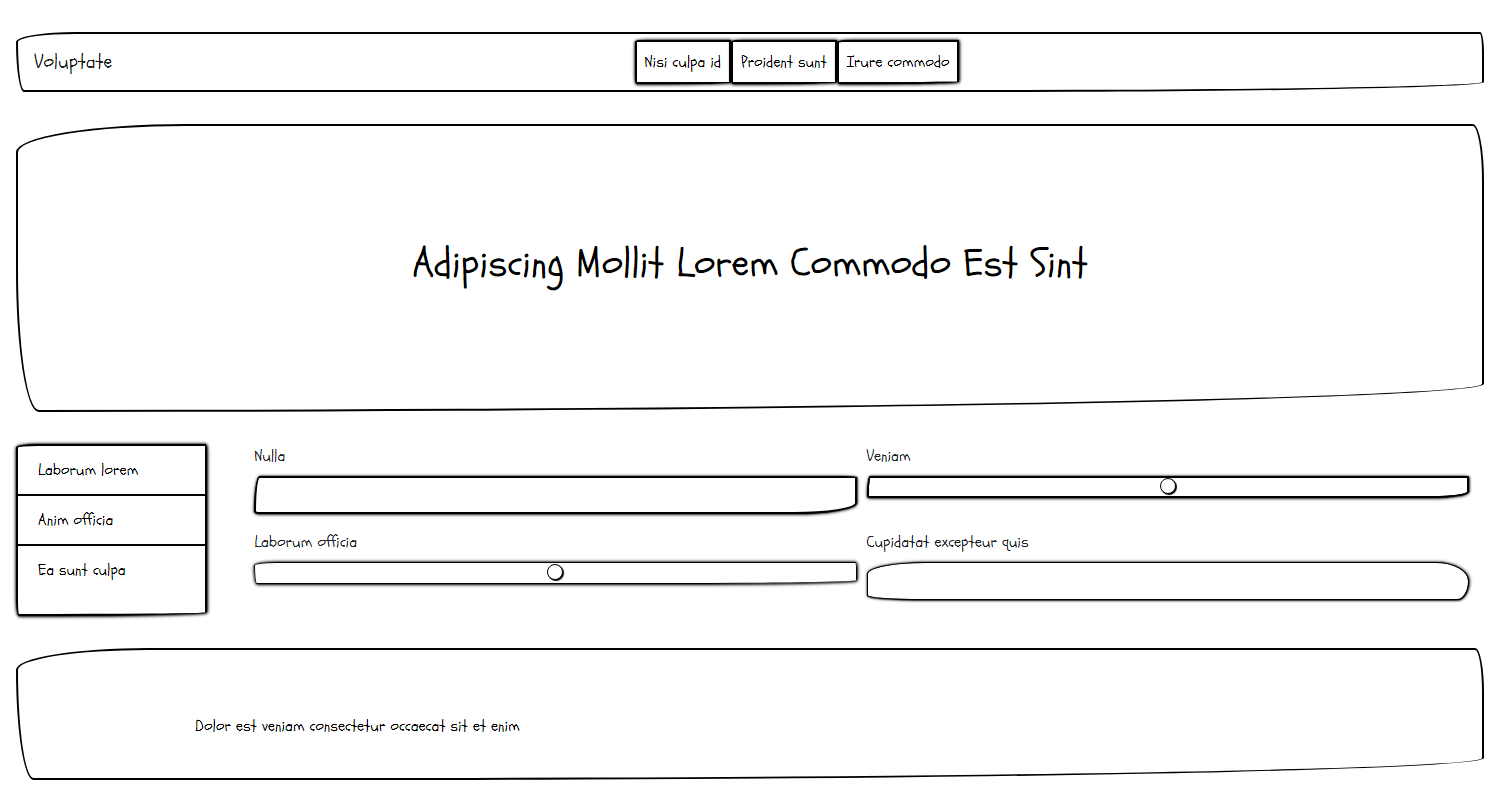 Voluptate
Nisi culpa id
Proident sunt
Irure commodo
Adipiscing Mollit Lorem Commodo Est Sint
Laborum lorem
Anim officia
Ea sunt culpa
Nulla
Veniam
Laborum officia
Cupidatat excepteur quis
Dolor est veniam consectetur occaecat sit et enim